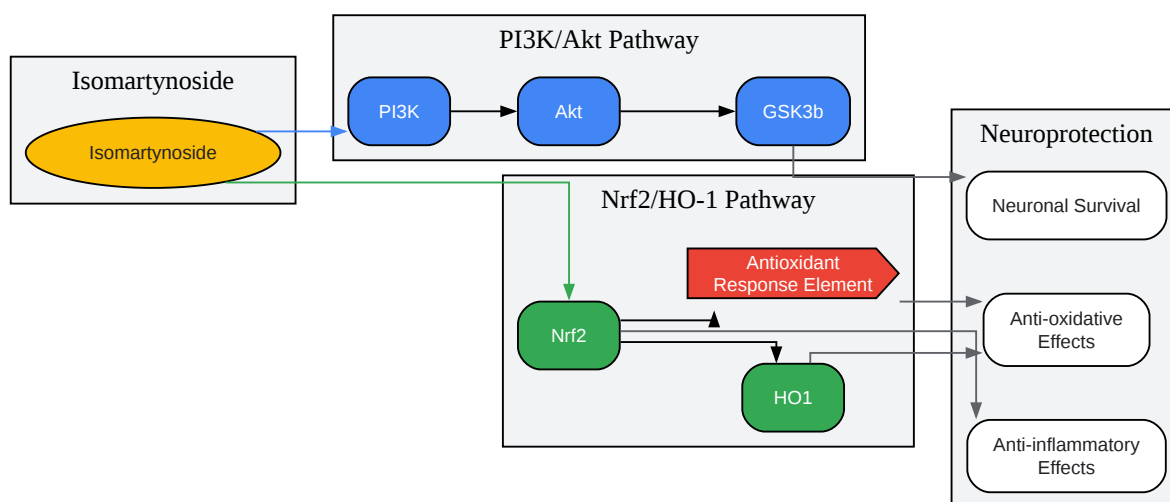 Isomartynoside
Isomartynoside
PI3K/Akt Pathway
PI3K
Akt
GSK3b
Nrf2/HO-1 Pathway
Antioxidant
Response Element
Nrf2
HO1
Neuroprotection
Neuronal Survival
Anti-oxidative
Effects
Anti-inflammatory
Effects